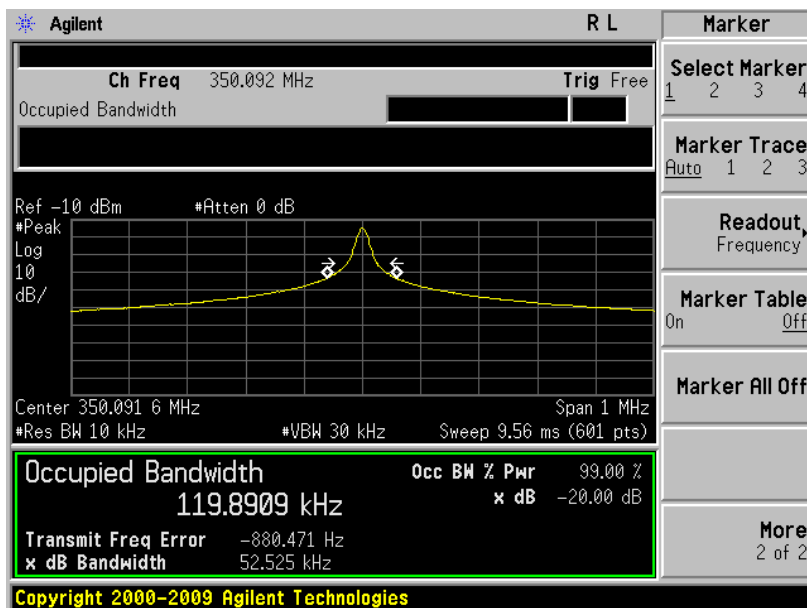 Agilent R L
Marker
Ch Freq 350.092 MHz Trig Free
Occupied Bandwidth
Select Marker
1 2 3 4
Marker Trace
Auto 1 2 3
Ref -10 dBm #Atten 0 dB
#Peak
Log
10
dB/
Readout
Frequency
Marker Table
On Off
Marker All Off
Center 350.091 6 MHz Span 1 MHz
#Res BW 10 kHz #VBW 30 kHz Sweep 9.56 ms (601 pts)
Occupied Bandwidth
119.8909 kHz
Occ BW % Pwr 99.00 %
x dB -20.00 dB
Transmit Freq Error -880.471 Hz
x dB Bandwidth 52.525 kHz
More
2 of 2
Copyright 2000-2009 Agilent Technologies